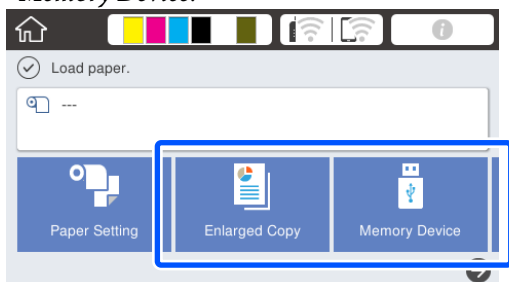 Memory Device.
Load paper.
---
Paper Setting
Enlarged Copy
Memory Device